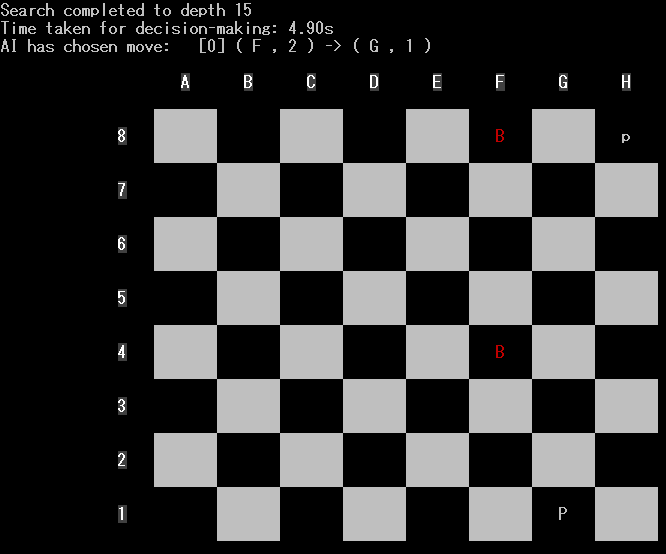 Search completed to depth 15
Time taken for decision-making: 4.90s
AI has chosen move:   [0] ( F , 2 ) -> ( G , 1 )
A B C D E F G H
8 B p
7
6
5
4 B
3
2
1 P